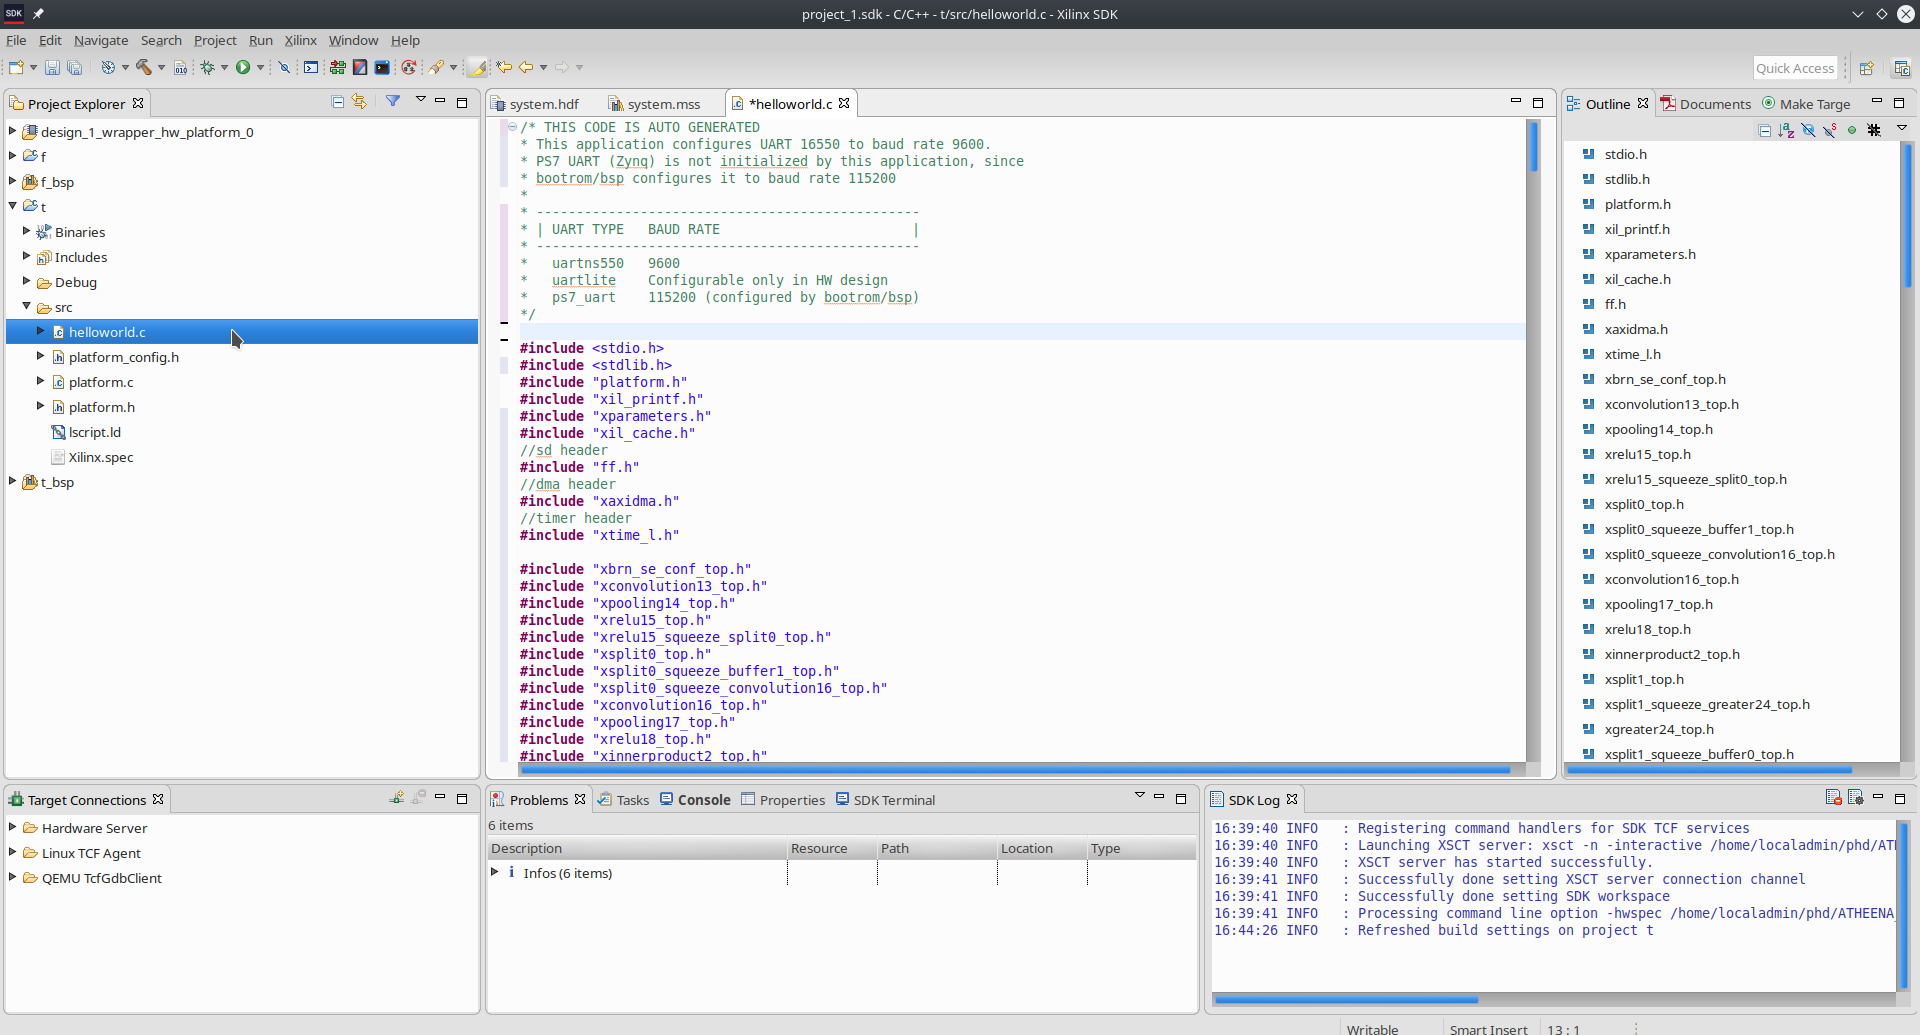 SDK
project_1.sdk - C/C++ - t/src/helloworld.c - Xilinx SDK
File Edit Navigate Search Project Run Xilinx Window Help
Quick Access
Project Explorer
design_1_wrapper_hw_platform_0
f
f_bsp
t
Binaries
Includes
Debug
src
helloworld.c
platform_config.h
platform.c
platform.h
lscript.ld
Xilinx.spec
t_bsp
system.hdf system.mss *helloworld.c
/* THIS CODE IS AUTO GENERATED
* This application configures UART 16550 to baud rate 9600.
* PS7 UART (Zynq) is not initialized by this application, since
* bootrom/bsp configures it to baud rate 115200
*
* ------------------------------------------------
* | UART TYPE   BAUD RATE                        |
* ------------------------------------------------
*   uartns550   9600
*   uartlite    Configurable only in HW design
*   ps7_uart    115200 (configured by bootrom/bsp)
*/
#include <stdio.h>
#include <stdlib.h>
#include "platform.h"
#include "xil_printf.h"
#include "xparameters.h"
#include "xil_cache.h"
//sd header
#include "ff.h"
//dma header
#include "xaxidma.h"
//timer header
#include "xtime_l.h"
#include "xbrn_se_conf_top.h"
#include "xconvolution13_top.h"
#include "xpooling14_top.h"
#include "xrelu15_top.h"
#include "xrelu15_squeeze_split0_top.h"
#include "xsplit0_top.h"
#include "xsplit0_squeeze_buffer1_top.h"
#include "xsplit0_squeeze_convolution16_top.h"
#include "xconvolution16_top.h"
#include "xpooling17_top.h"
#include "xrelu18_top.h"
#include "xinnerproduct2_top.h"
Outline Documents Make Targe
stdio.h
stdlib.h
platform.h
xil_printf.h
xparameters.h
xil_cache.h
ff.h
xaxidma.h
xtime_l.h
xbrn_se_conf_top.h
xconvolution13_top.h
xpooling14_top.h
xrelu15_top.h
xrelu15_squeeze_split0_top.h
xsplit0_top.h
xsplit0_squeeze_buffer1_top.h
xsplit0_squeeze_convolution16_top.h
xconvolution16_top.h
xpooling17_top.h
xrelu18_top.h
xinnerproduct2_top.h
xsplit1_top.h
xsplit1_squeeze_greater24_top.h
xgreater24_top.h
xsplit1_squeeze_buffer0_top.h
Target Connections
Hardware Server
Linux TCF Agent
QEMU TcfGdbClient
Problems Tasks Console Properties SDK Terminal
6 items
Description Resource Path Location Type
i Infos (6 items)
SDK Log
16:39:40 INFO   : Registering command handlers for SDK TCF services
16:39:40 INFO   : Launching XSCT server: xsct -n -interactive /home/localadmin/phd/ATH
16:39:40 INFO   : XSCT server has started successfully.
16:39:41 INFO   : Successfully done setting XSCT server connection channel
16:39:41 INFO   : Successfully done setting SDK workspace
16:39:41 INFO   : Processing command line option -hwspec /home/localadmin/phd/ATHEENA
16:44:26 INFO   : Refreshed build settings on project t
Writable Smart Insert 13 : 1